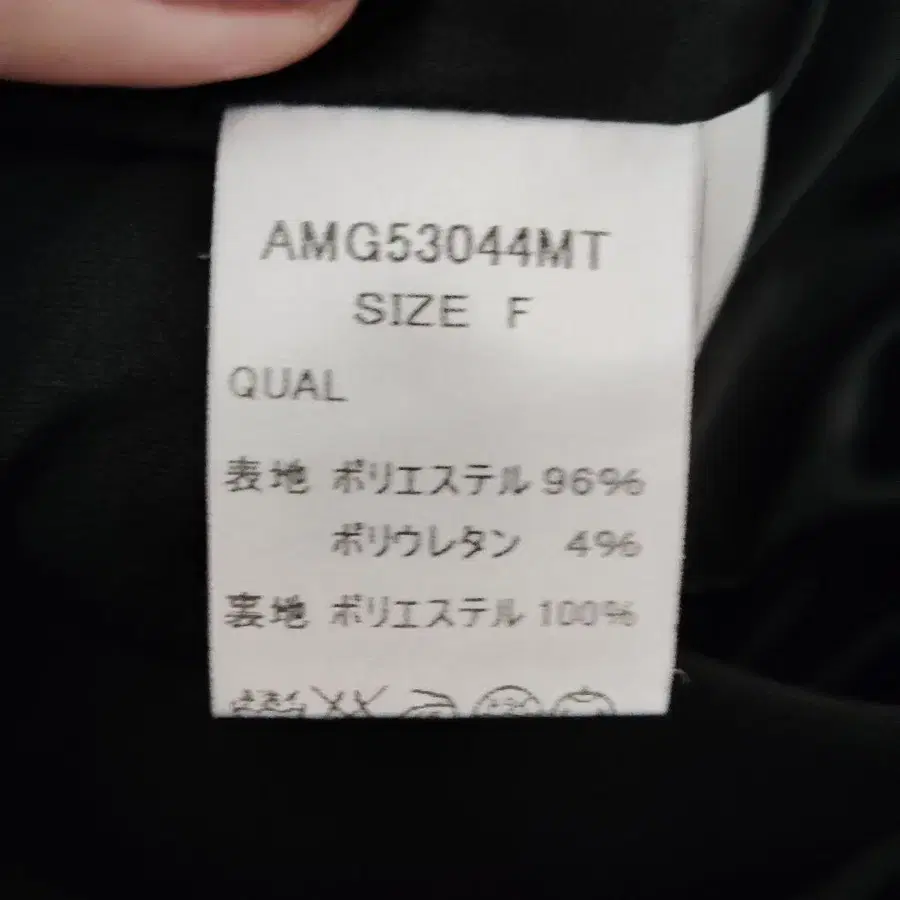 AMG53044MT
SIZE F
QUAL
表地 ポリエステル 96%
ポリウレタン 4%
裏地 ポリエステル 100%